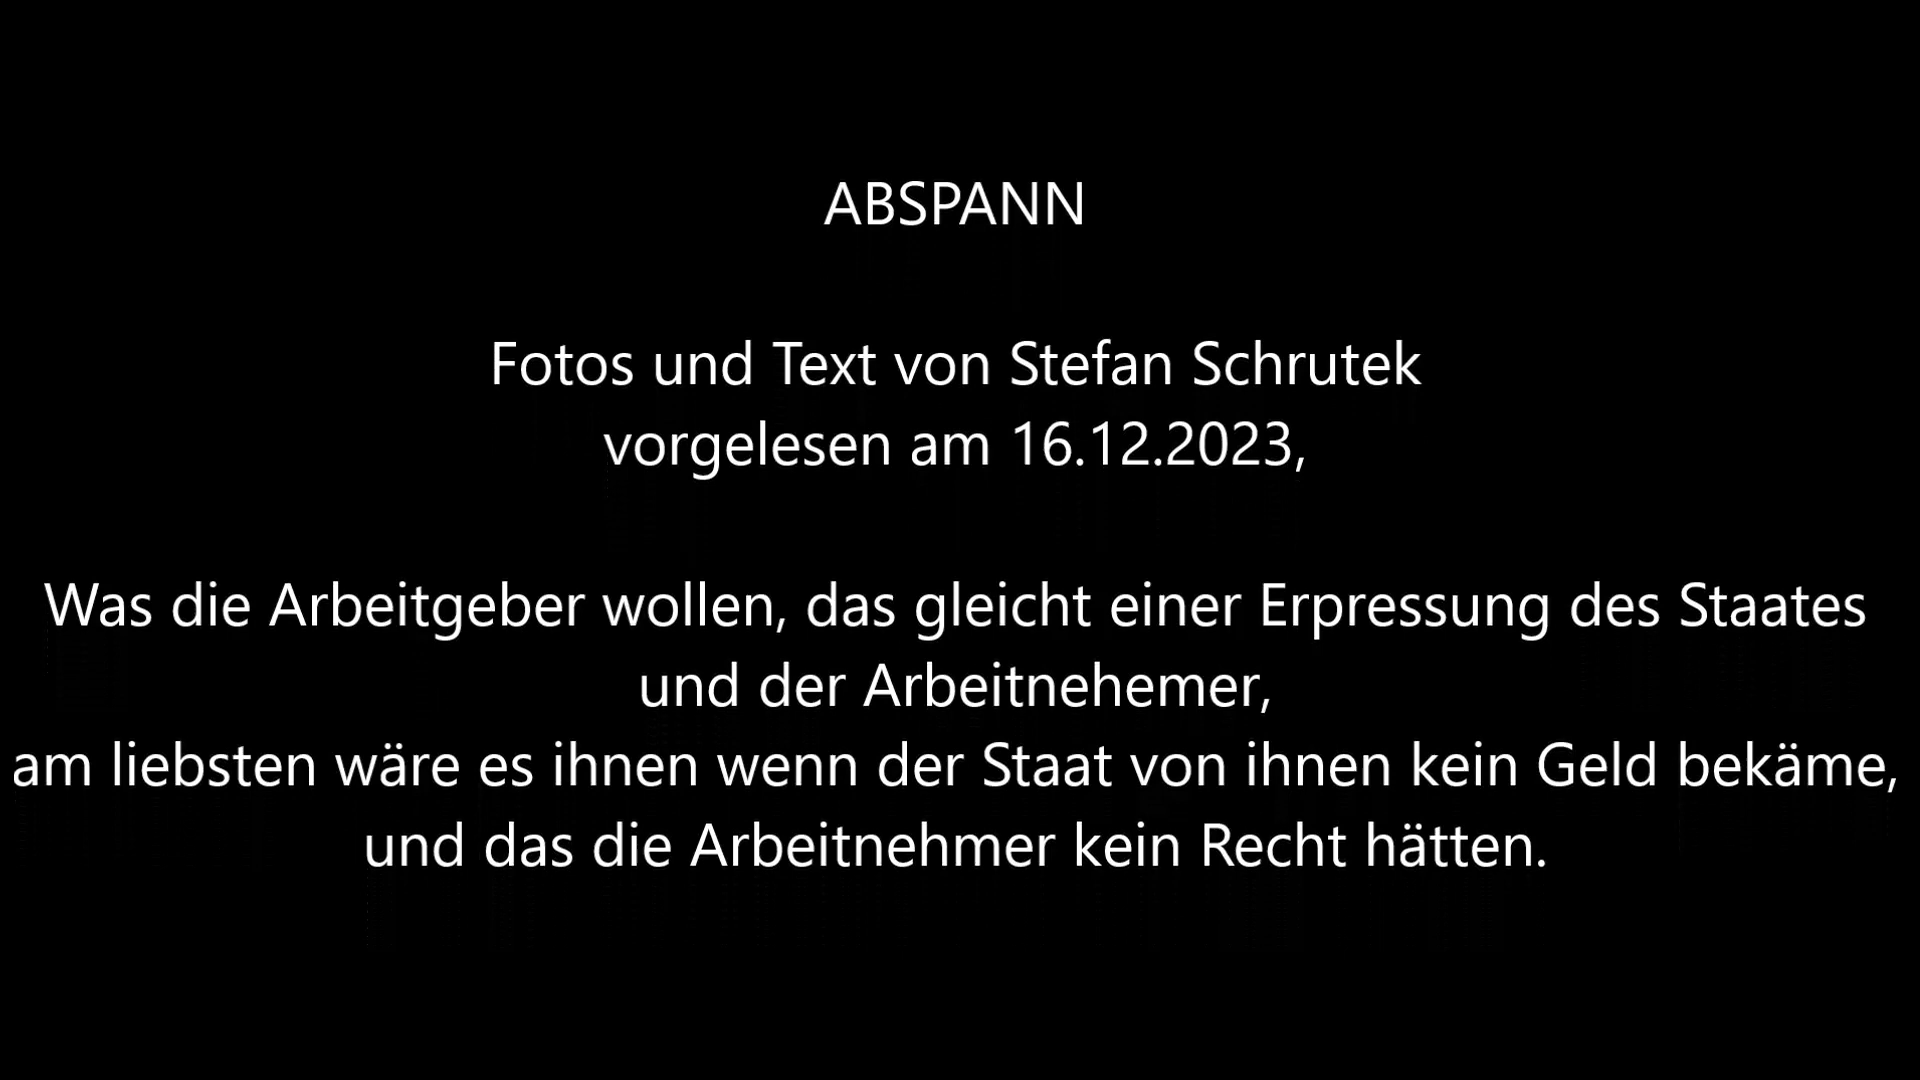 ABSPANN
Fotos und Text von Stefan Schrutek
vorgelesen am 16.12.2023,
Was die Arbeitgeber wollen, das gleicht einer Erpressung des Staates
und der Arbeitnehemer,
am liebsten wäre es ihnen wenn der Staat von ihnen kein Geld bekäme,
und das die Arbeitnehmer kein Recht hätten.